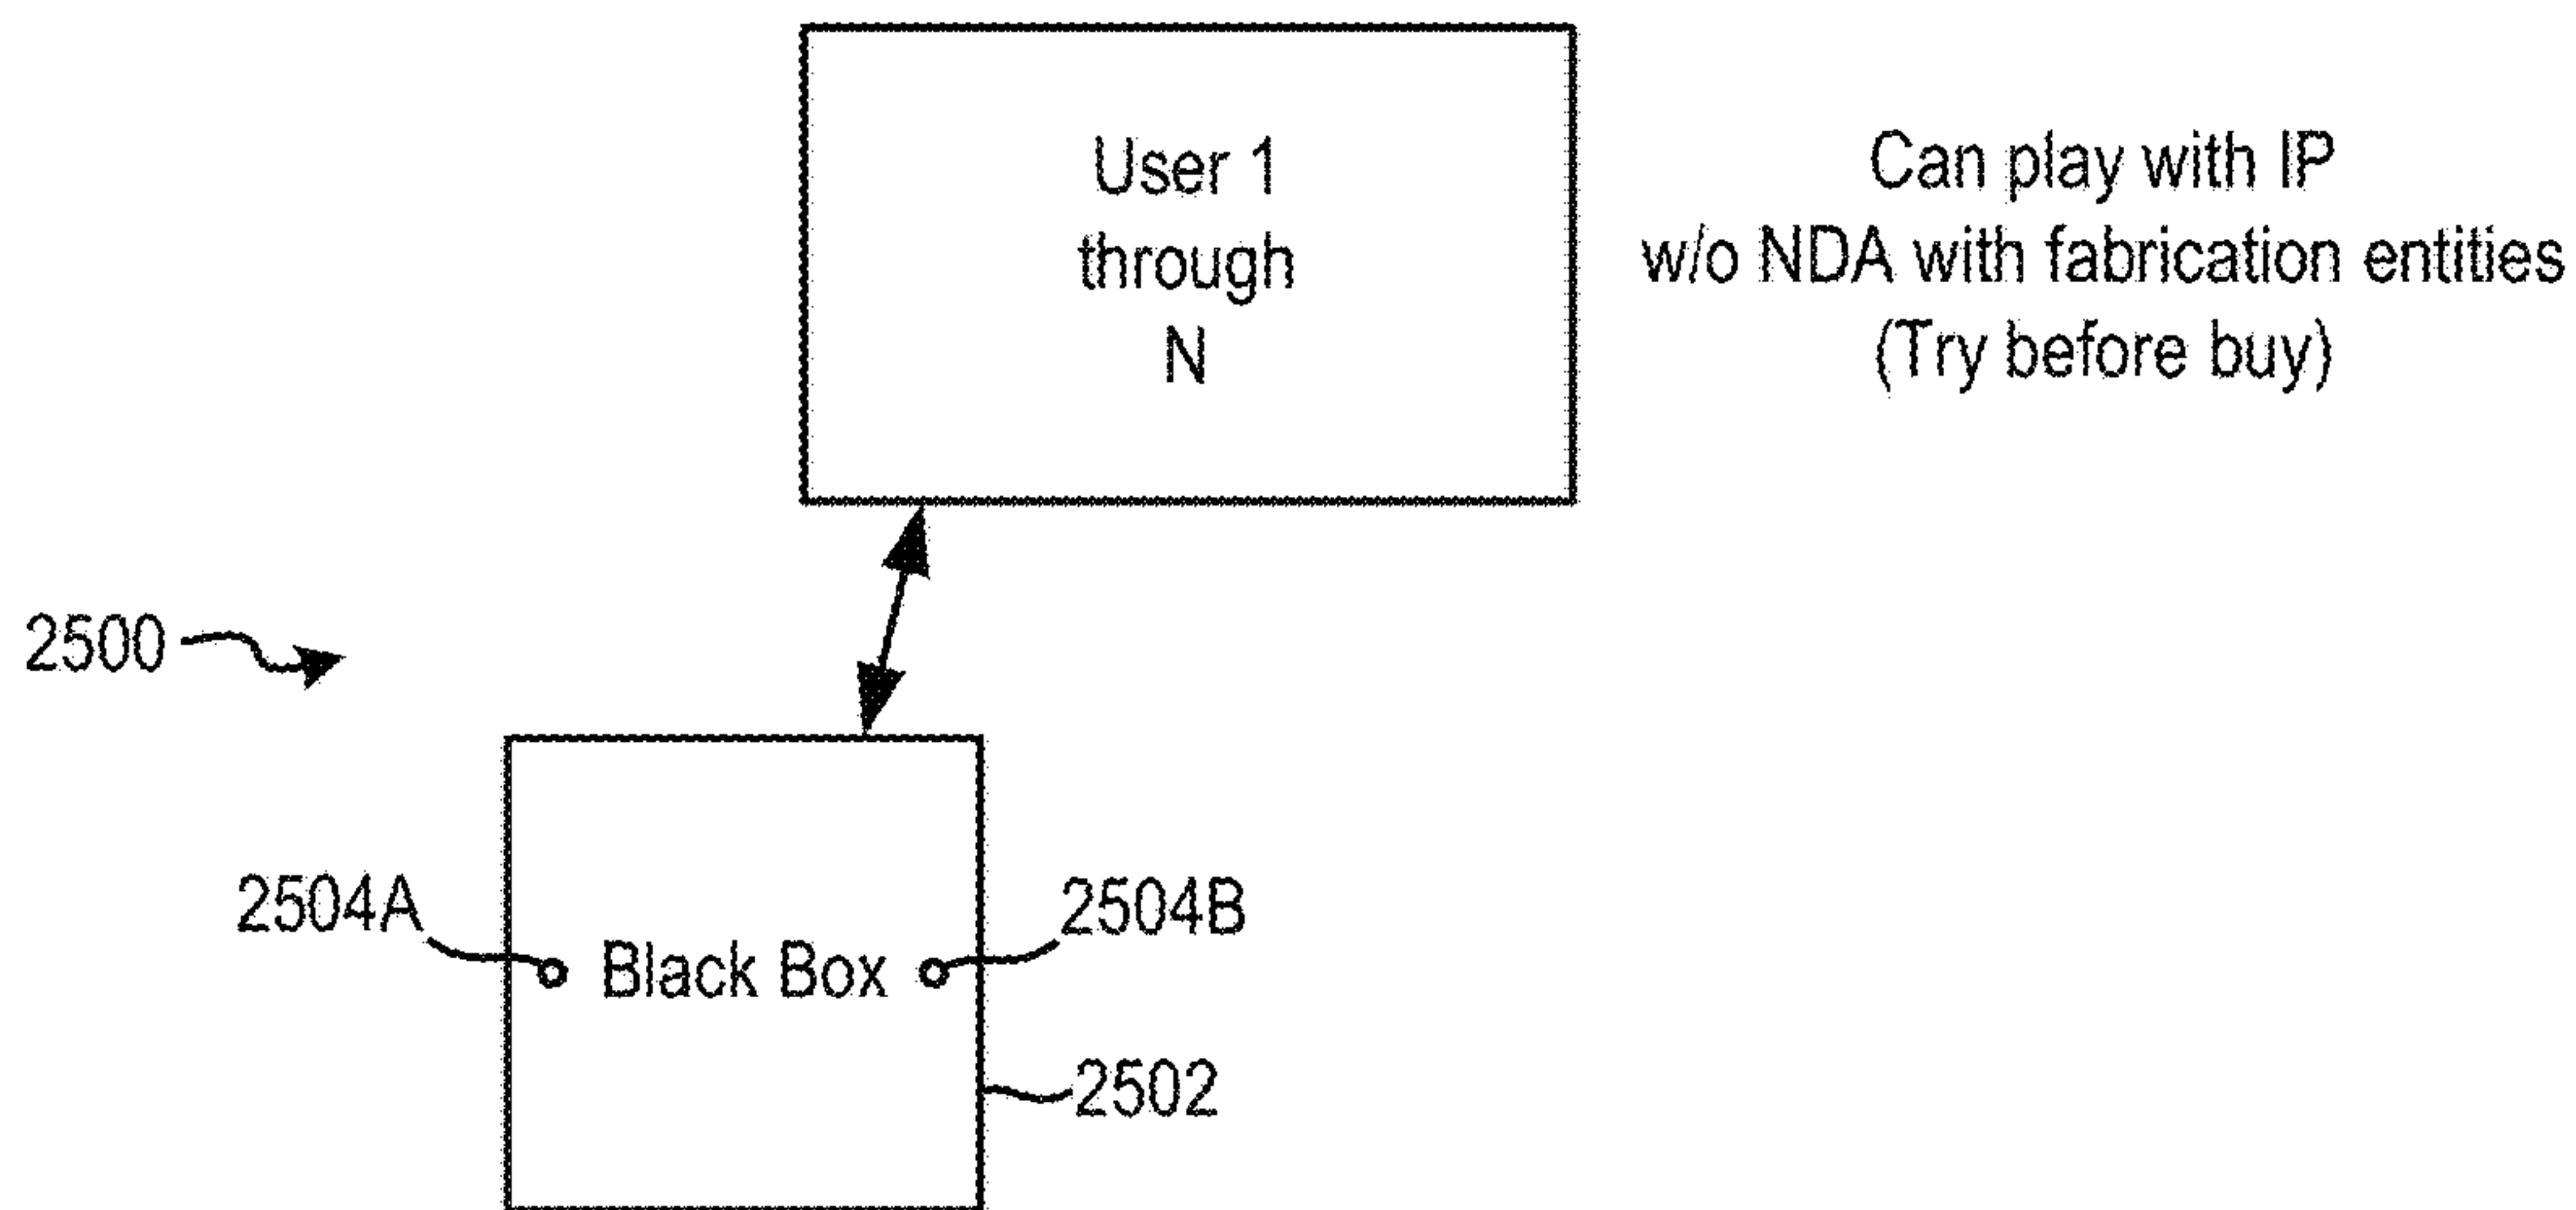 User 1
through
N
Can play with IP
w/o NDA with fabrication entities
(Try before buy)
2500
2504A
2504B
Black Box
2502